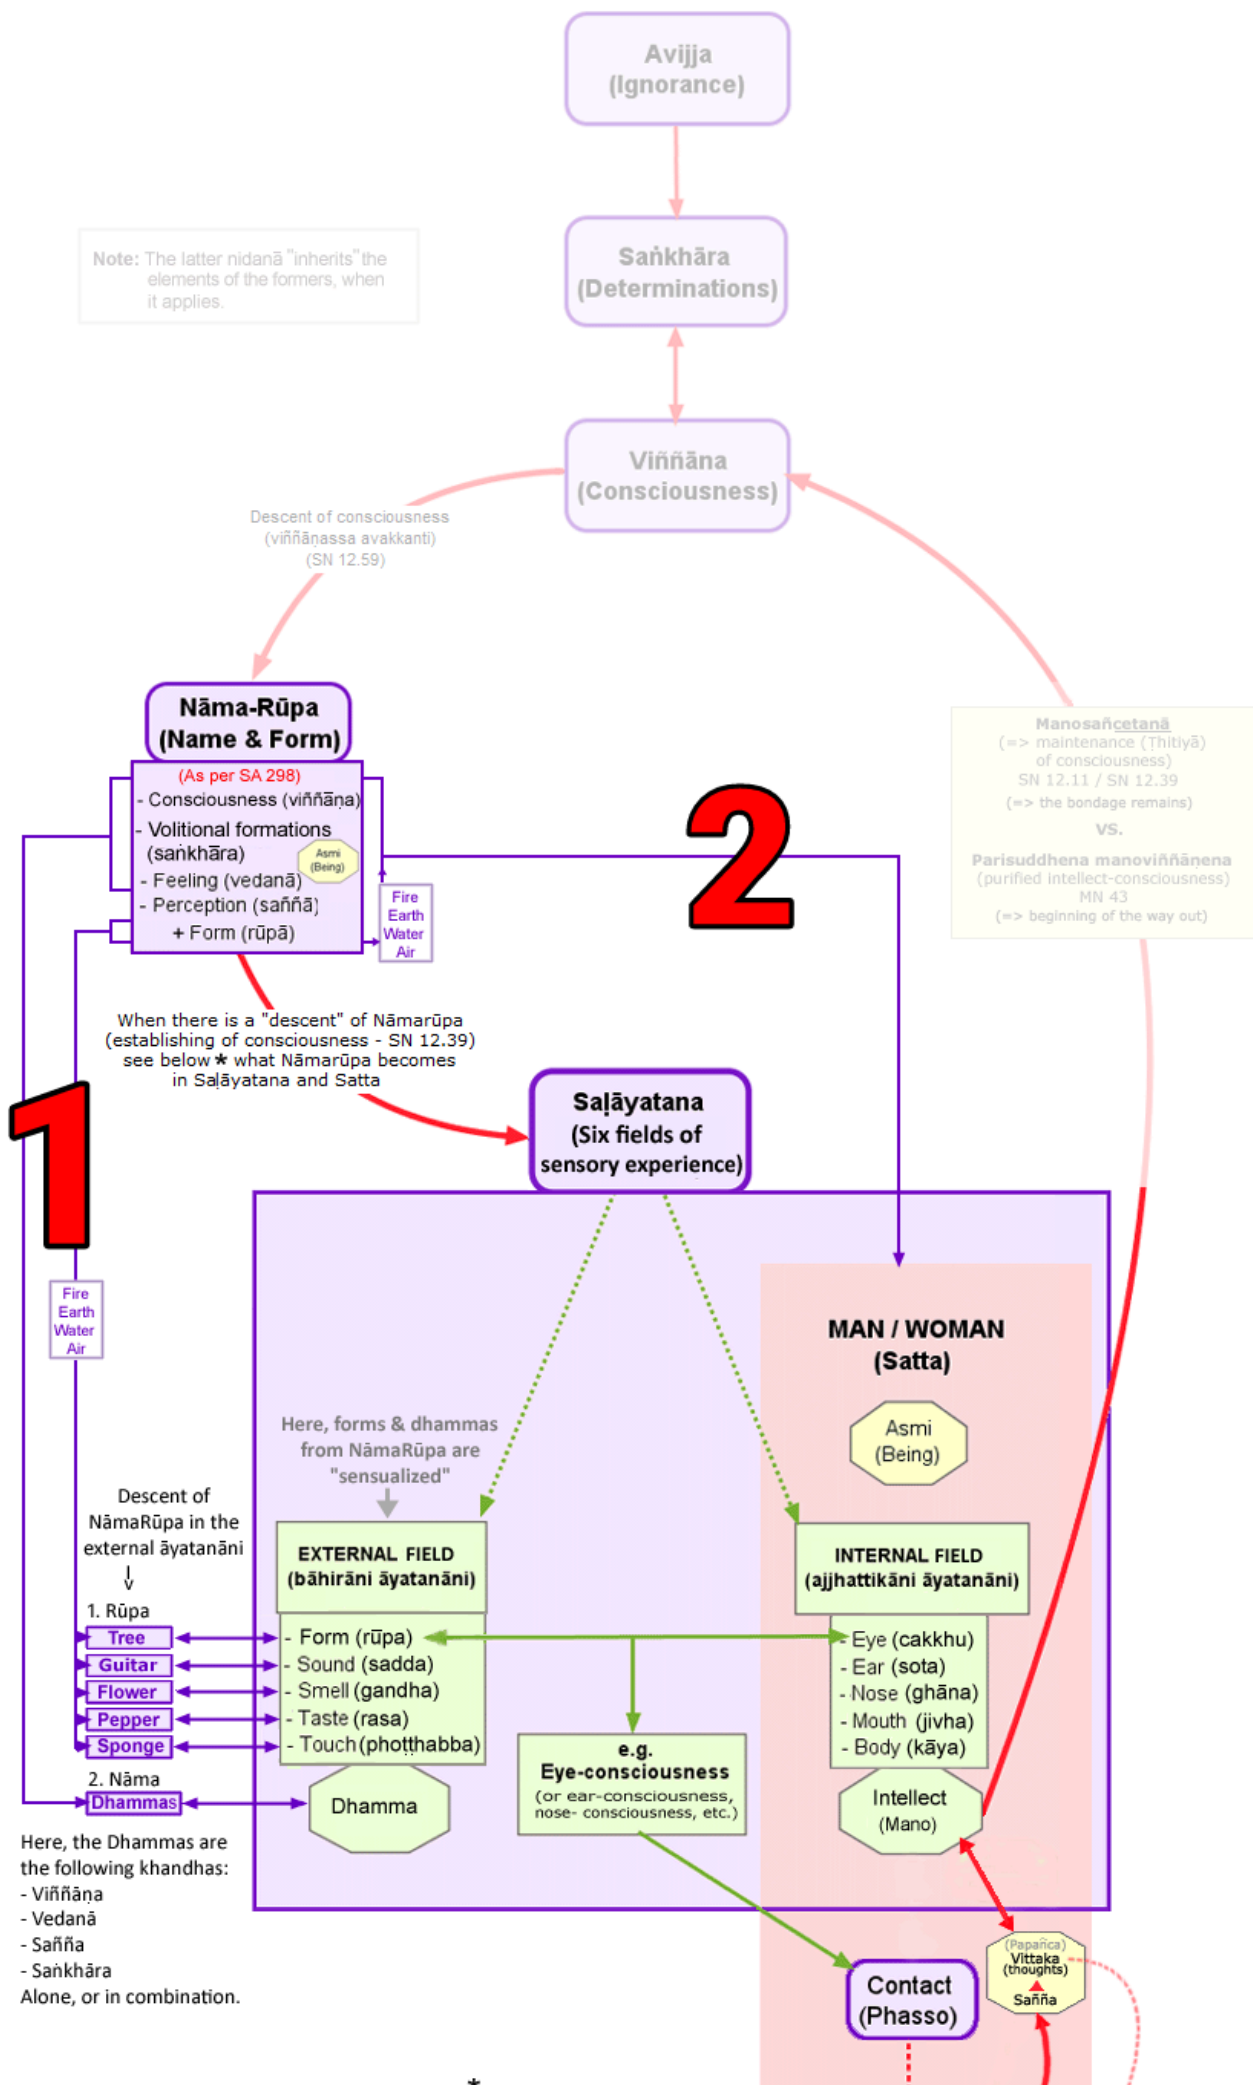 Avijja
(Ignorance)
Saṅkhāra
(Determinations)
Note: The latter nidanā "inherits" the
elements of the formers, when
it applies.
Viññāna
(Consciousness)
Descent of consciousness
(viññāṇassa avakkanti)
(SN 12.59)
Nāma-Rūpa
(Name & Form)
(As per SA 298)
- Consciousness (viññāṇa)
- Volitional formations
(saṅkhāra)
Asmi
(Being)
- Feeling (vedanā)
- Perception (saññā)
+ Form (rūpā)
Fire
Earth
Water
Air
2
Manosañcetanā
(=> maintenance (Ṭhitiyā)
of consciousness)
SN 12.11 / SN 12.39
(=> the bondage remains)
VS.
Parisuddhena manoviññāṇena
(purified intellect-consciousness)
MN 43
(=> beginning of the way out)
When there is a "descent" of Nāmarūpa
(establishing of consciousness - SN 12.39)
see below * what Nāmarūpa becomes
in Saḷāyatana and Satta
1
Saḷāyatana
(Six fields of
sensory experience)
Fire
Earth
Water
Air
MAN / WOMAN
(Satta)
Asmi
(Being)
Here, forms & dhammas
from NāmaRūpa are
"sensualized"
Descent of
NāmaRūpa in the
external āyatanāni
EXTERNAL FIELD
(bāhirāni āyatanāni)
INTERNAL FIELD
(ajjhattikāni āyatanāni)
1. Rūpa
Tree
Guitar
Flower
Pepper
Sponge
- Form (rūpa)
- Sound (sadda)
- Smell (gandha)
- Taste (rasa)
- Touch (phoṭṭhabba)
- Eye (cakkhu)
- Ear (sota)
- Nose (ghāna)
- Mouth (jivha)
- Body (kāya)
e.g.
Eye-consciousness
(or ear-consciousness,
nose- consciousness, etc.)
2. Nāma
Dhammas
Dhamma
Intellect
(Mano)
Here, the Dhammas are
the following khandhas:
- Viññāṇa
- Vedanā
- Sañña
- Saṅkhāra
Alone, or in combination.
(Papañca)
Vittaka
(thoughts)
Sañña
Contact
(Phasso)
*